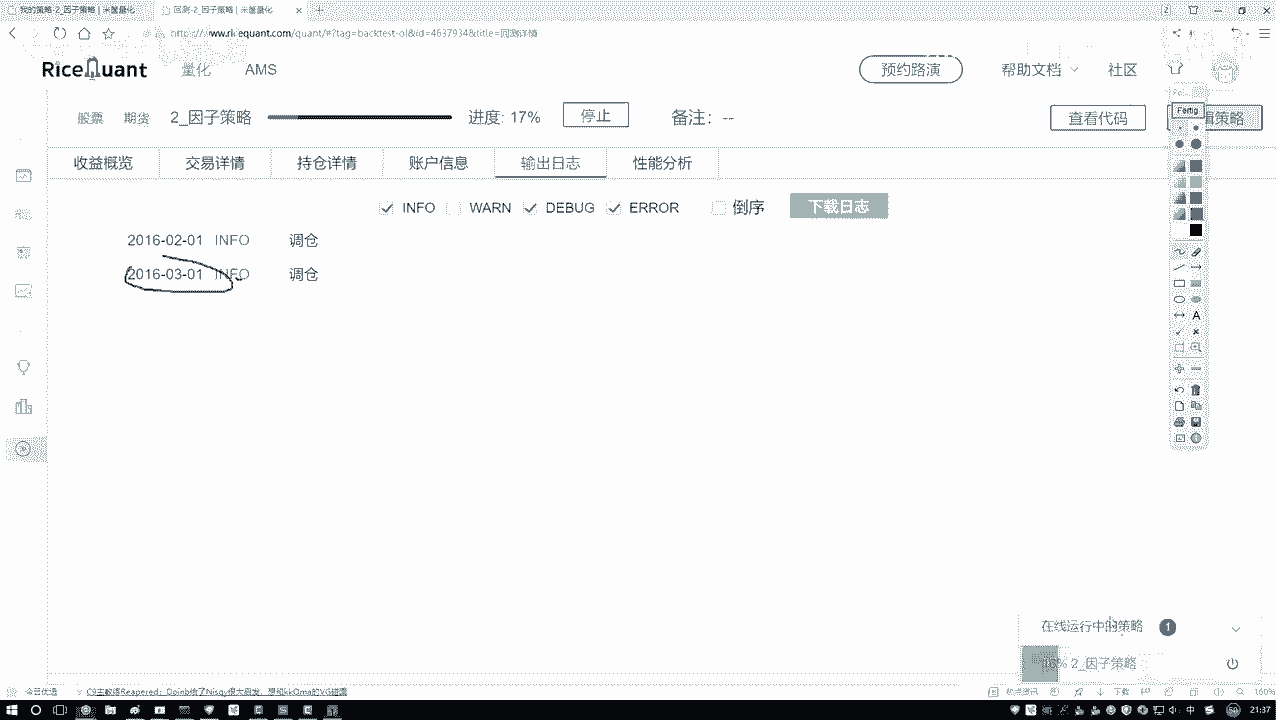 我的策略-2_因子策略 | 米筐量化
回测-2_因子策略 | 米筐量化
www.ricequant.com/quant/#?tag=backtest-ol&id=4637934&title=回测详情
RiceQuant 量化 AMS 预约路演 帮助文档 社区
股票 期货 2_因子策略 进度: 17% 停止 备注: -- 查看代码 策略
Fertig
收益概览 交易详情 持仓详情 账户信息 输出日志 性能分析
INFO WARN DEBUG ERROR 倒序 下载日志
2016-02-01 INFO 调仓
2016-03-01 INFO 调仓
A
在线运行中的策略 1
16% 2_因子策略
今日优选 下载 160%
中 21:37